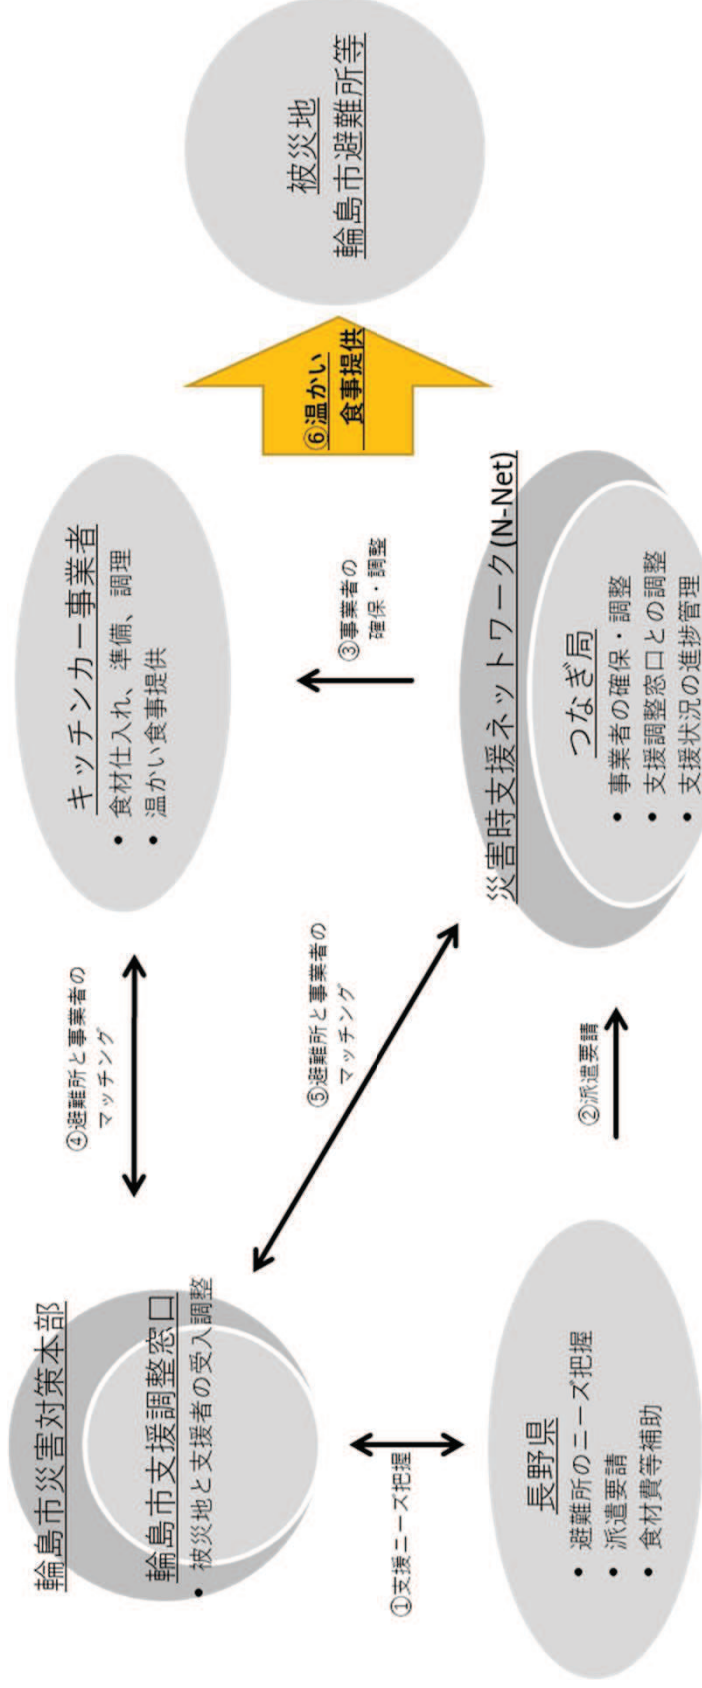 輪島市災害対策本部
輪島市支援調整窓口
• 被災地と支援者の受入調整
①支援ニーズ把握
長野県
• 避難所のニーズ把握
• 派遣要請
• 食材費等補助
④避難所と事業者の
マッチング
⑤避難所と事業者の
マッチング
②派遣要請
キッチンカー事業者
• 食材仕入れ、準備、調理
• 温かい食事提供
③事業者の
確保・調整
災害時支援ネットワーク(N-Net)
つなぎ局
• 事業者の確保・調整
• 支援調整窓口との調整
• 支援状況の進捗管理
⑥温かい
食事提供
被災地
輪島市避難所等